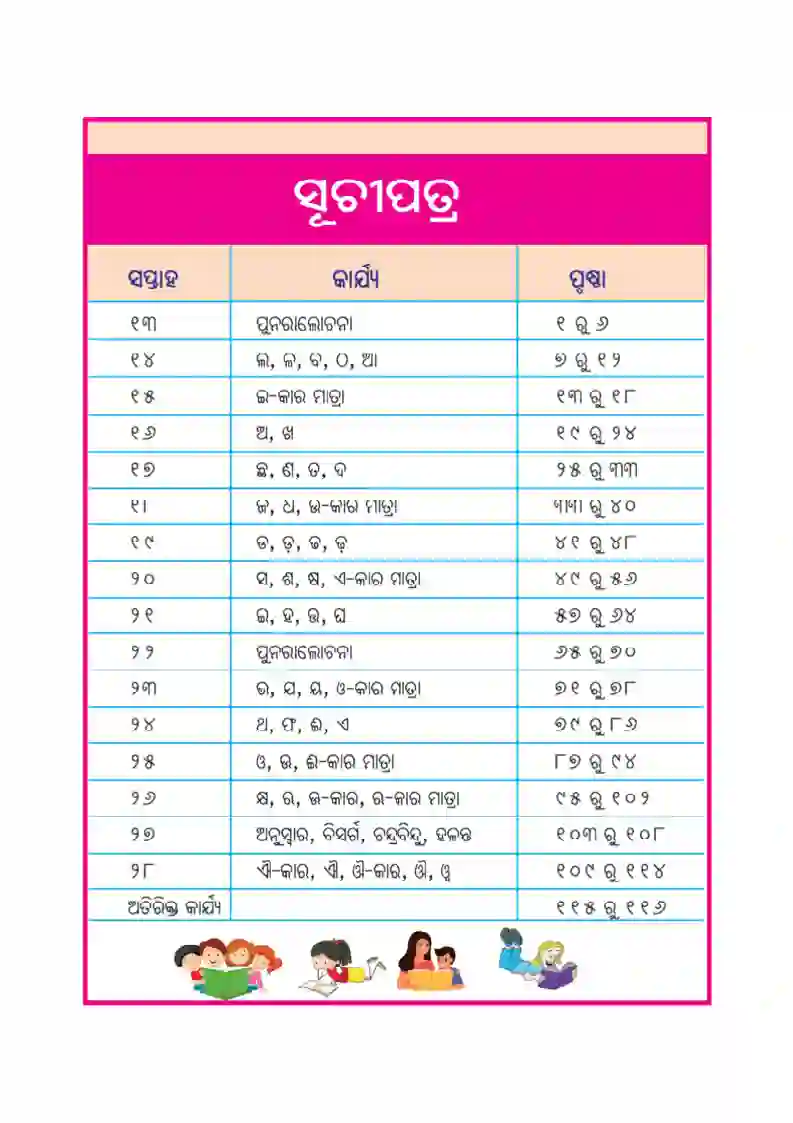 ସୂଚୀପତ୍ର
ସପ୍ତାହ କାର୍ଯ୍ୟ ପୃଷ୍ଠା
୧୩ ପୁନରାଲୋଚନା ୧ ରୁ ୬
୧୪ ଲ, ଳ, ବ, ଠ, ଆ ୭ ରୁ ୧୨
୧୫ ଇ-କାର ମାତ୍ରା ୧୩ ରୁ ୧୮
୧୬ ଅ, ଖ ୧୯ ରୁ ୨୪
୧୭ ଛ, ଣ, ତ, ଦ ୨୫ ରୁ ୩୩
୧। ଜ, ଧ, ଉ-କାର ମାତ୍ରା ୩୩ ରୁ ୪୦
୧୯ ଡ, ଡ଼, ଢ, ଢ଼ ୪୧ ରୁ ୪୮
୨୦ ସ, ଶ, ଷ, ଏ-କାର ମାତ୍ରା ୪୯ ରୁ ୫୬
୨୧ ଇ, ହ, ଉ, ଘ ୫୭ ରୁ ୬୪
୨୨ ପୁନରାଲୋଚନା ୬୫ ରୁ ୭୦
୨୩ ଭ, ଯ, ୟ, ଓ-କାର ମାତ୍ରା ୭୧ ରୁ ୭୮
୨୪ ଥ, ଫ, ଈ, ଏ ୭୯ ରୁ ୮୬
୨୫ ଓ, ଊ, ଈ-କାର ମାତ୍ରା ୮୭ ରୁ ୯୪
୨୬ କ୍ଷ, ଋ, ଊ-କାର, ଋ-କାର ମାତ୍ରା ୯୫ ରୁ ୧୦୨
୨୭ ଅନୁସ୍ୱାର, ବିସର୍ଗ, ଚନ୍ଦ୍ରବିନ୍ଦୁ, ହଳନ୍ତ ୧୦୩ ରୁ ୧୦୮
୨୮ ଐ-କାର, ଐ, ଔ-କାର, ଔ, ୱ ୧୦୯ ରୁ ୧୧୪
ଅତିରିକ୍ତ କାର୍ଯ୍ୟ ୧୧୫ ରୁ ୧୧୬